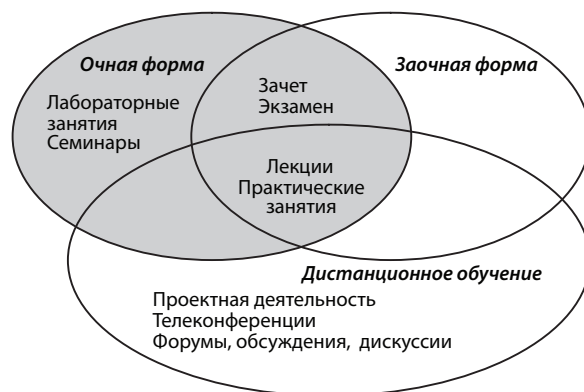 Очная форма
Заочная форма
Лабораторные
занятия
Семинары
Зачет
Экзамен
Лекции
Практические
занятия
Дистанционное обучение
Проектная деятельность
Телеконференции
Форумы, обсуждения, дискуссии